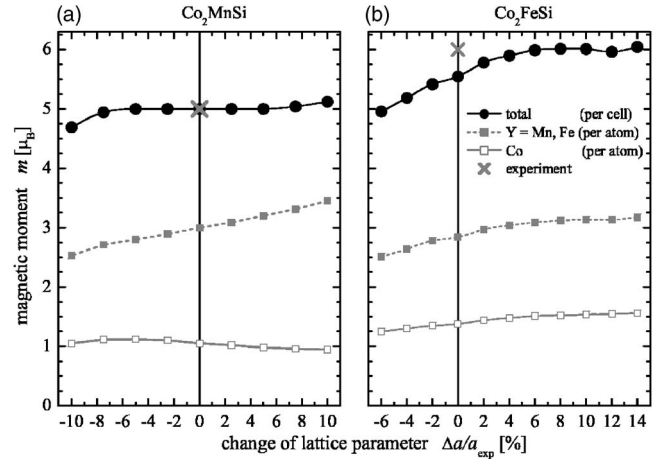 (a) Co₂MnSi
(b) Co₂FeSi
magnetic moment m [μB]
6
5
4
3
2
1
0
total (per cell)
Y = Mn, Fe (per atom)
Co (per atom)
experiment
-10 -8 -6 -4 -2 0 2 4 6 8 10
-6 -4 -2 0 2 4 6 8 10 12 14
change of lattice parameter Δa/aexp [%]